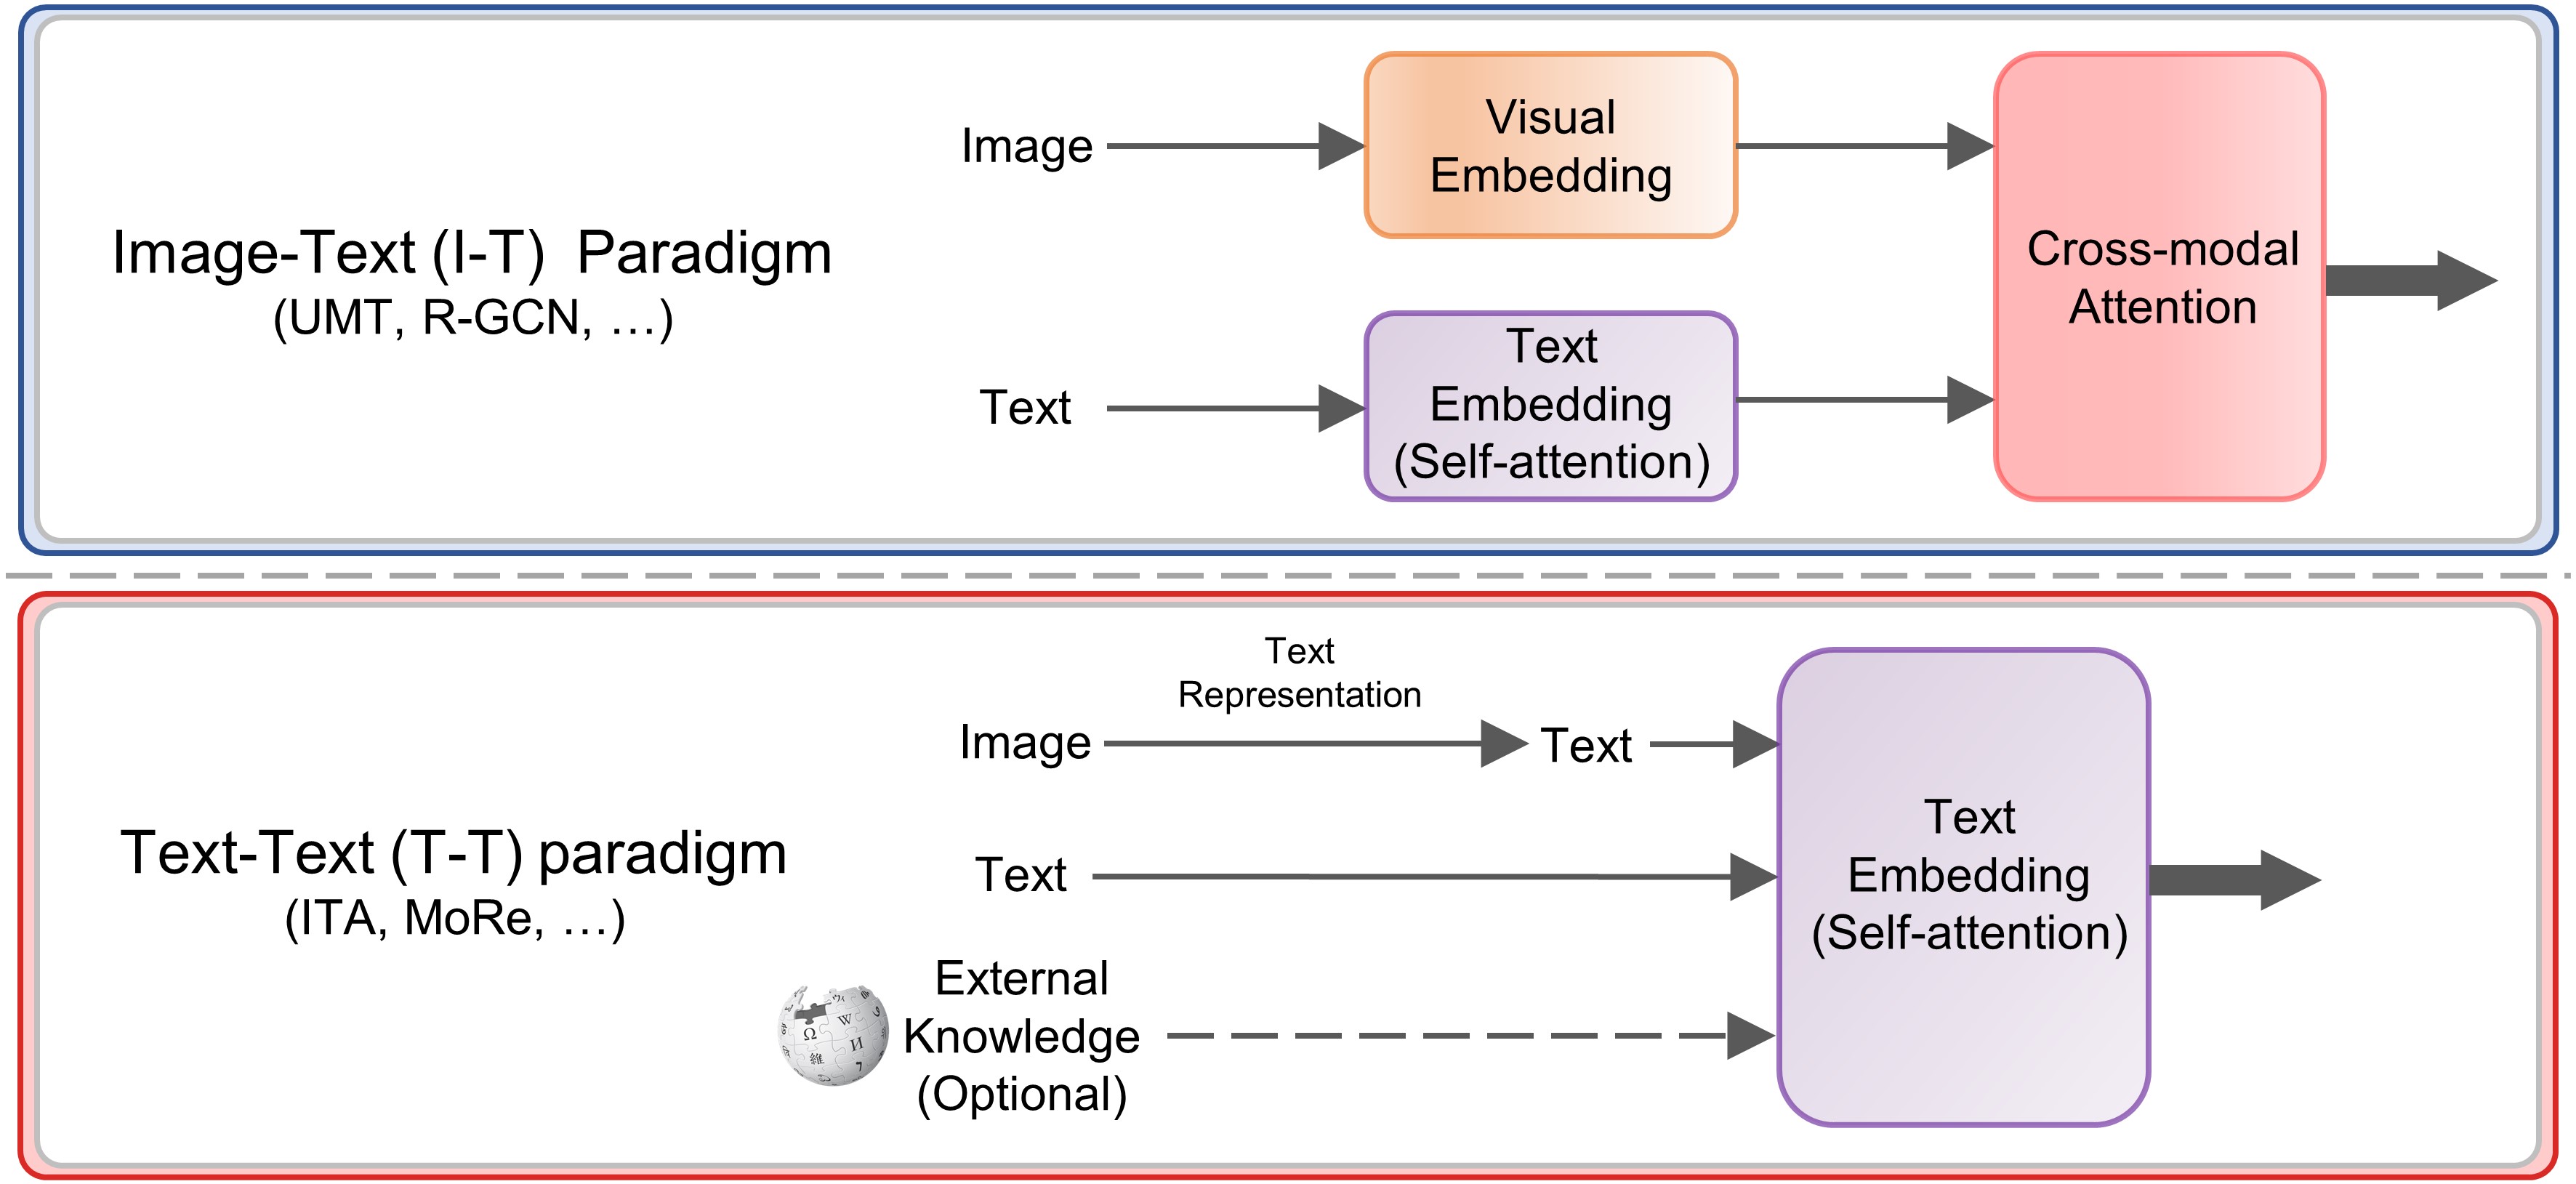 Image-Text (I-T) Paradigm
(UMT, R-GCN, …)
Image
Visual
Embedding
Text
Text
Embedding
(Self-attention)
Cross-modal
Attention
Text-Text (T-T) paradigm
(ITA, MoRe, …)
Text
Representation
Image
Text
Text
External
Knowledge
(Optional)
Text
Embedding
(Self-attention)
Ω
W
И
維